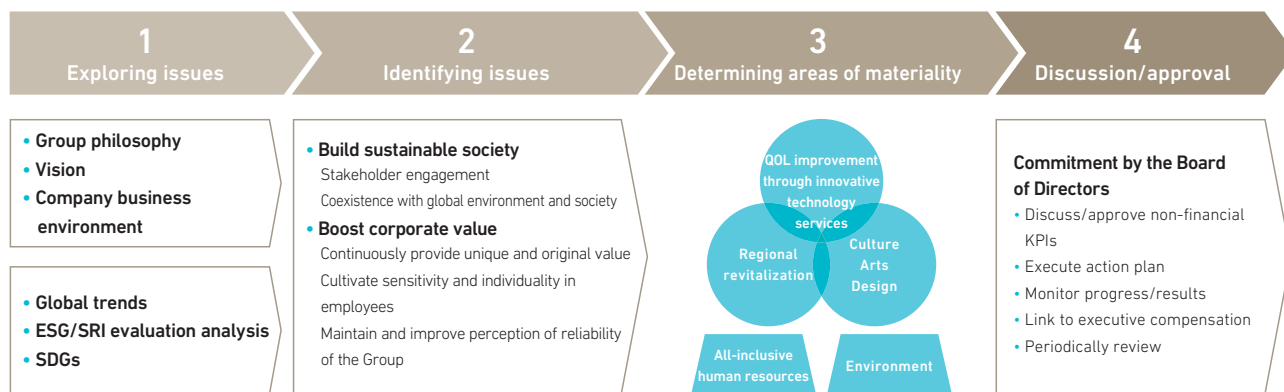 1
Exploring issues
2
Identifying issues
3
Determining areas of materiality
4
Discussion/approval
• Group philosophy
• Vision
• Company business
environment
• Global trends
• ESG/SRI evaluation analysis
• SDGs
• Build sustainable society
Stakeholder engagement
Coexistence with global environment and society
• Boost corporate value
Continuously provide unique and original value
Cultivate sensitivity and individuality in
employees
Maintain and improve perception of reliability
of the Group
QOL improvement
through innovative
technology
services
Regional
revitalization
Culture
Arts
Design
All-inclusive
human resources
Environment
Commitment by the Board
of Directors
• Discuss/approve non-financial
KPIs
• Execute action plan
• Monitor progress/results
• Link to executive compensation
• Periodically review